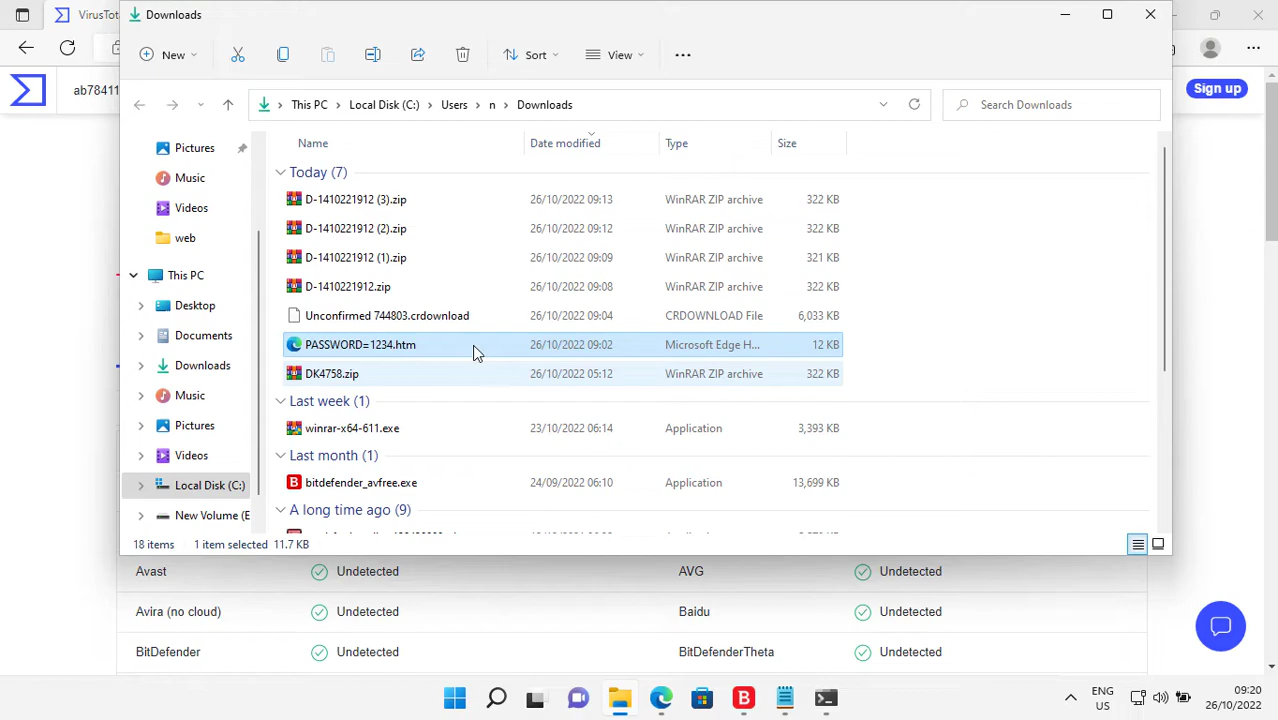 VirusTot
Downloads
New
Sort
View
ab78411
This PC
Local Disk (C:)
Users
n
Downloads
Search Downloads
Sign up
Pictures
Music
Videos
web
This PC
Desktop
Documents
Downloads
Music
Pictures
Videos
Local Disk (C:)
New Volume (E
Name Date modified Type Size
Today (7)
D-1410221912 (3).zip 26/10/2022 09:13 WinRAR ZIP archive 322 KB
D-1410221912 (2).zip 26/10/2022 09:12 WinRAR ZIP archive 322 KB
D-1410221912 (1).zip 26/10/2022 09:09 WinRAR ZIP archive 321 KB
D-1410221912.zip 26/10/2022 09:08 WinRAR ZIP archive 322 KB
Unconfirmed 744803.crdownload 26/10/2022 09:04 CRDOWNLOAD File 6,033 KB
PASSWORD=1234.htm 26/10/2022 09:02 Microsoft Edge H... 12 KB
DK4758.zip 26/10/2022 05:12 WinRAR ZIP archive 322 KB
Last week (1)
winrar-x64-611.exe 23/10/2022 06:14 Application 3,393 KB
Last month (1)
bitdefender_avfree.exe 24/09/2022 06:10 Application 13,699 KB
A long time ago (9)
18 items 1 item selected 11.7 KB
Avast Undetected AVG Undetected
Avira (no cloud) Undetected Baidu Undetected
BitDefender Undetected BitDefenderTheta Undetected
ENG
US
09:20
26/10/2022